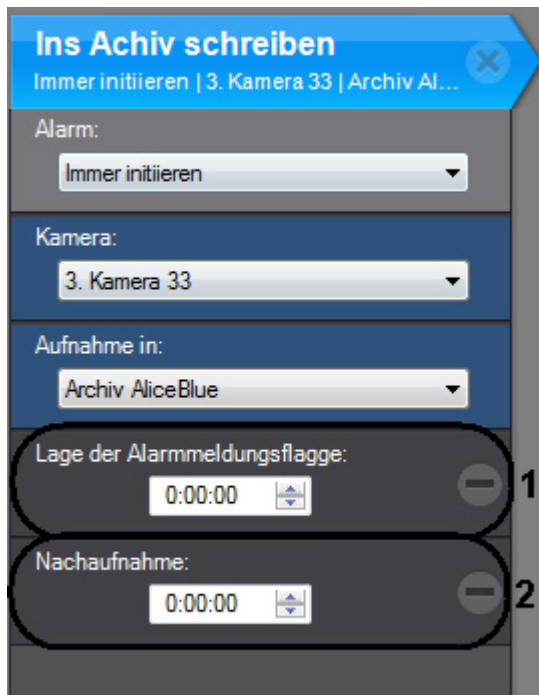 Ins Achiv schreiben
Immer initiieren | 3. Kamera 33 | Archiv Al...
Alarm:
Immer initiieren
Kamera:
3. Kamera 33
Aufnahme in:
Archiv AliceBlue
Lage der Alarmmeldungsflagge:
0:00:00
1
Nachaufnahme:
0:00:00
2